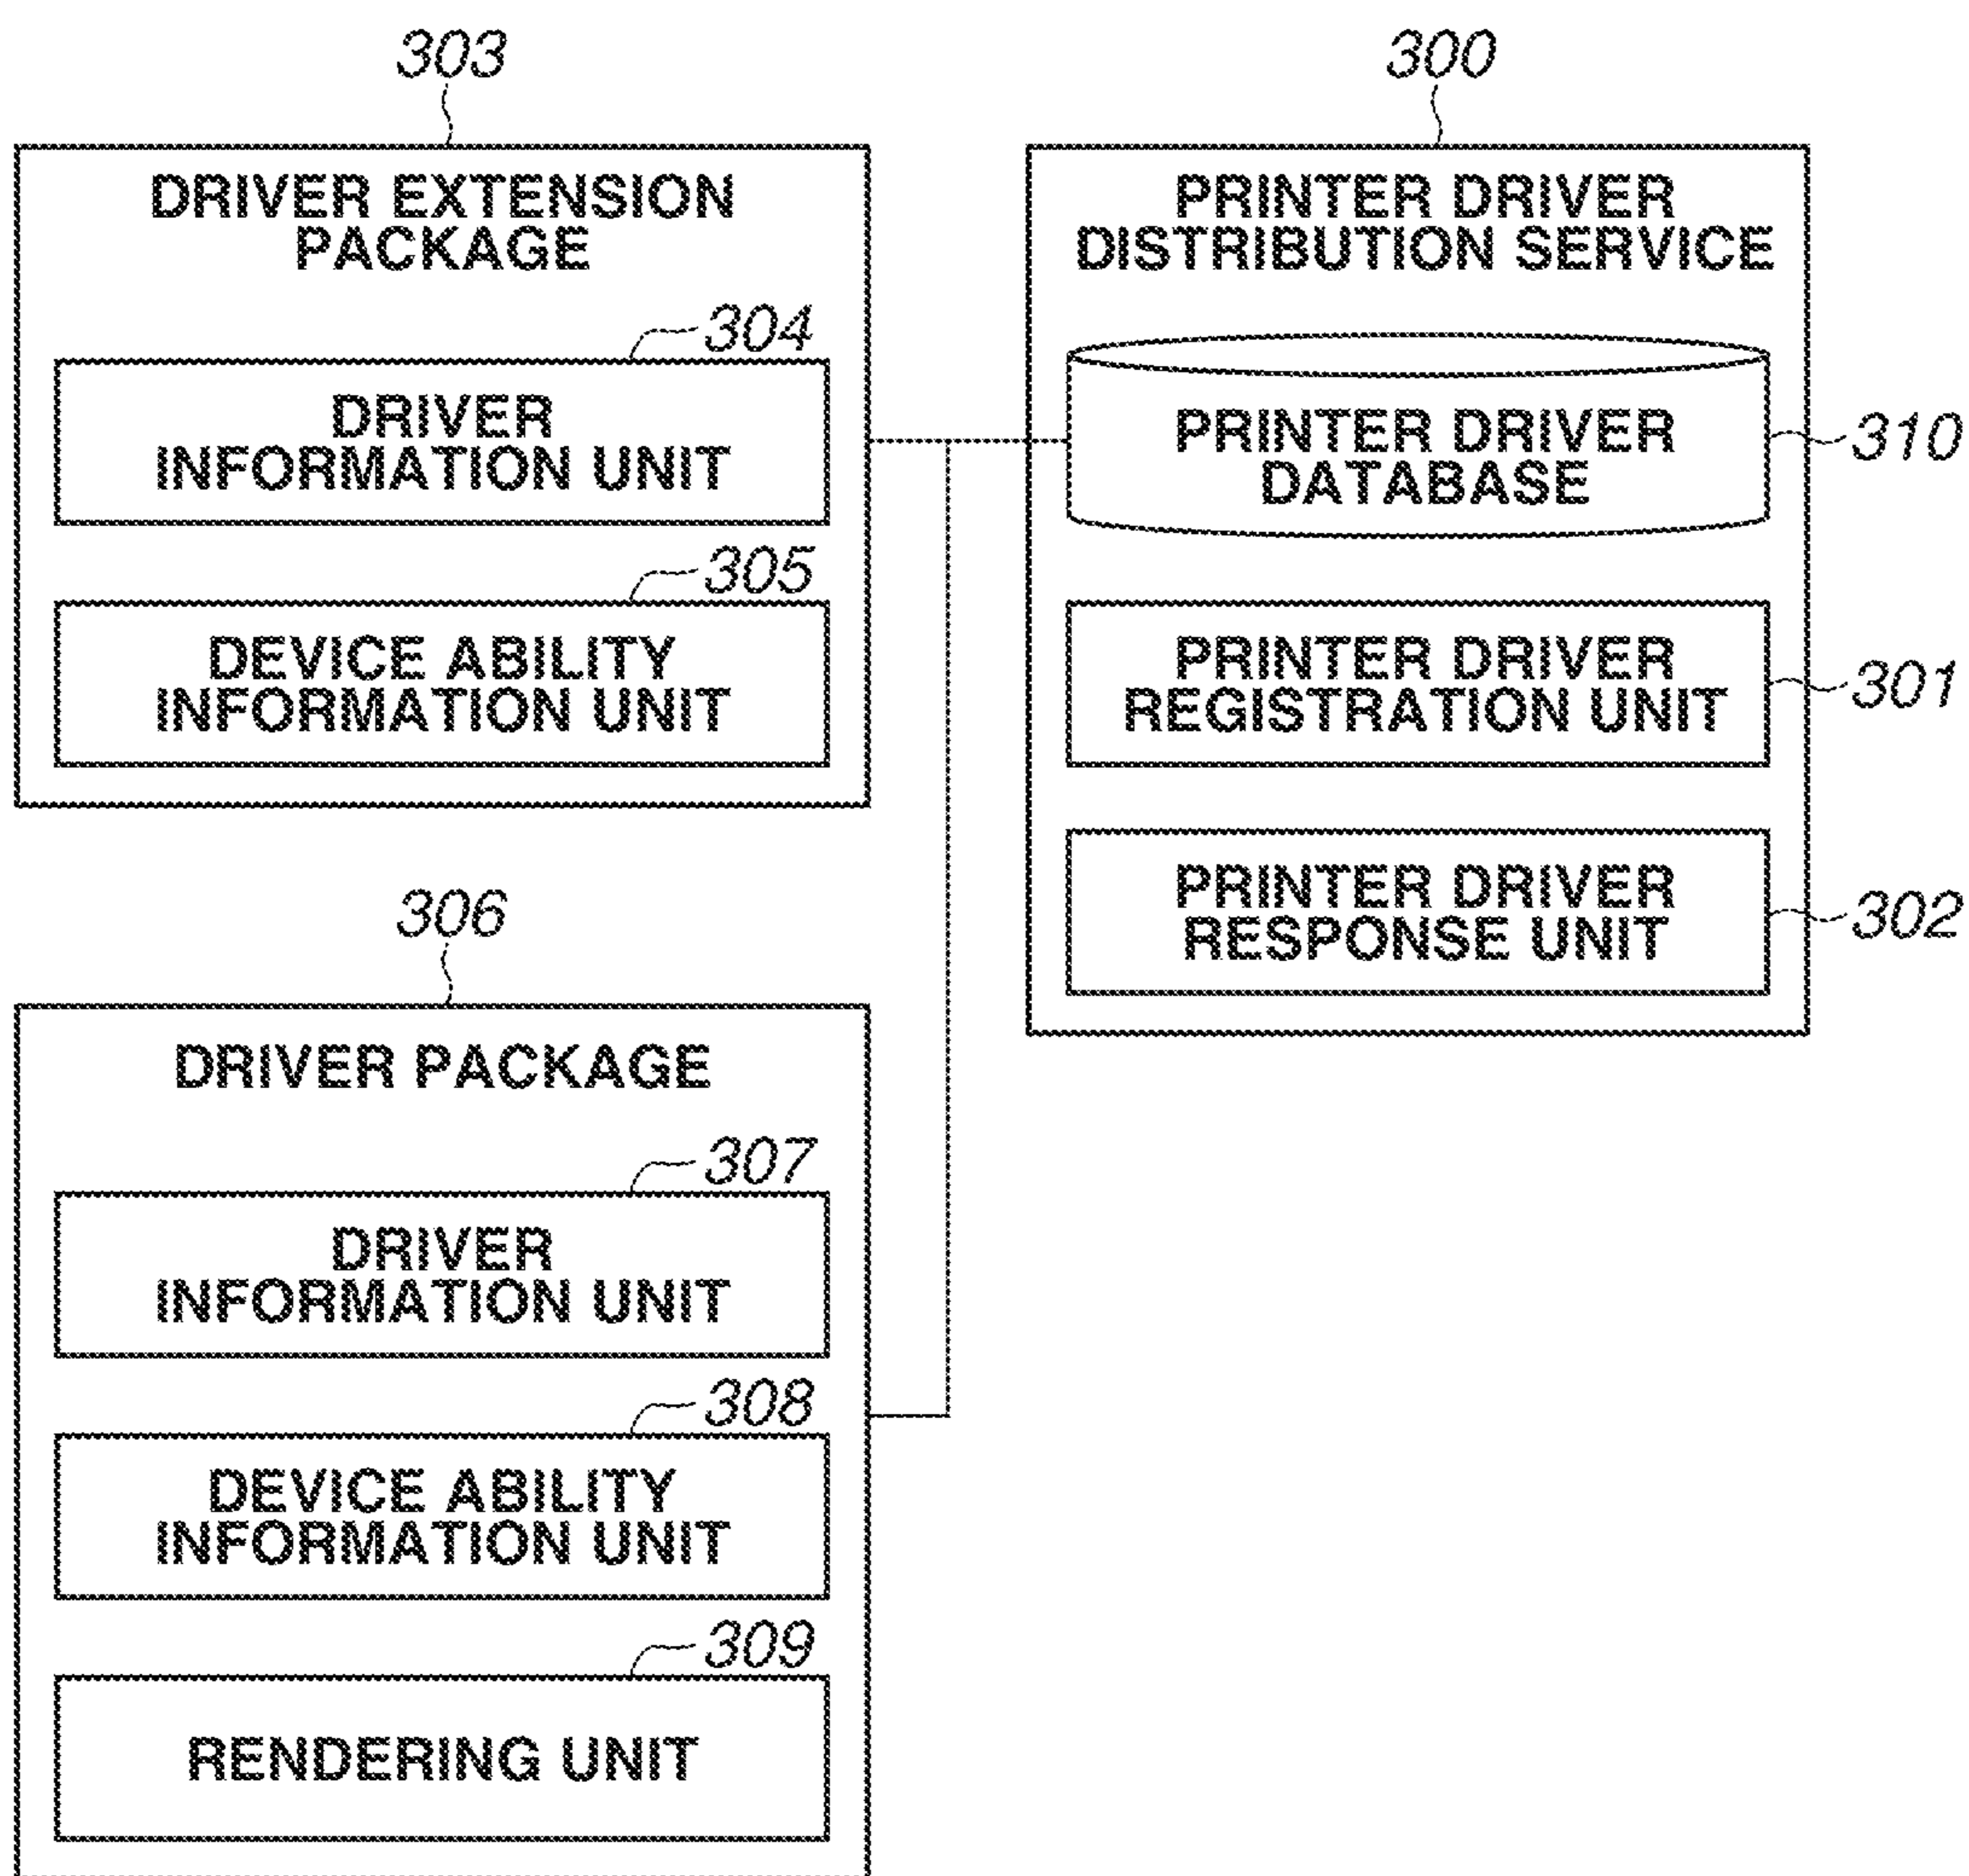 303
DRIVER EXTENSION
PACKAGE
304
DRIVER
INFORMATION UNIT
305
DEVICE ABILITY
INFORMATION UNIT
306
DRIVER PACKAGE
307
DRIVER
INFORMATION UNIT
308
DEVICE ABILITY
INFORMATION UNIT
309
RENDERING UNIT
300
PRINTER DRIVER
DISTRIBUTION SERVICE
PRINTER DRIVER
DATABASE
310
PRINTER DRIVER
REGISTRATION UNIT
301
PRINTER DRIVER
RESPONSE UNIT
302